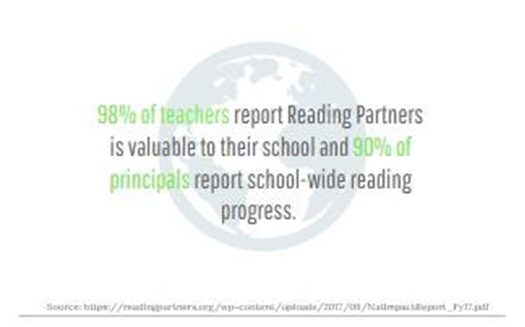 98% of teachers report Reading Partners
is valuable to their school and 90% of
principals report school-wide reading
progress.
Source: https://readingpartners.org/wp-content/uploads/2017/08/NatImpactReport_Fy17.pdf